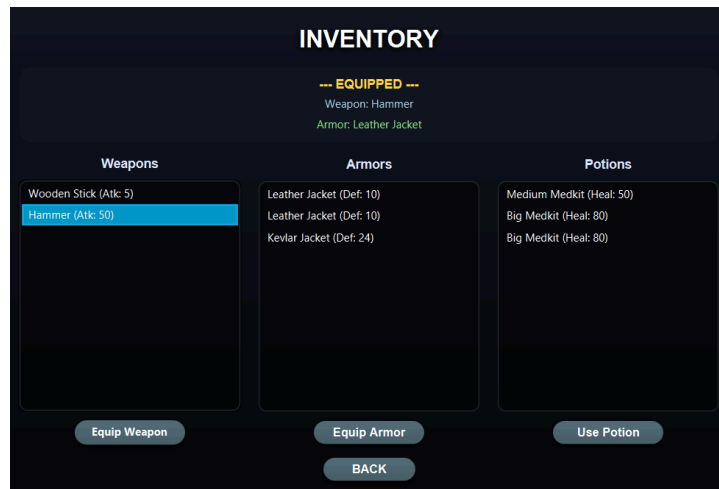 INVENTORY
--- EQUIPPED ---
Weapon: Hammer
Armor: Leather Jacket
Weapons
Armors
Potions
Wooden Stick (Atk: 5)
Hammer (Atk: 50)
Leather Jacket (Def: 10)
Leather Jacket (Def: 10)
Kevlar Jacket (Def: 24)
Medium Medkit (Heal: 50)
Big Medkit (Heal: 80)
Big Medkit (Heal: 80)
Equip Weapon
Equip Armor
Use Potion
BACK